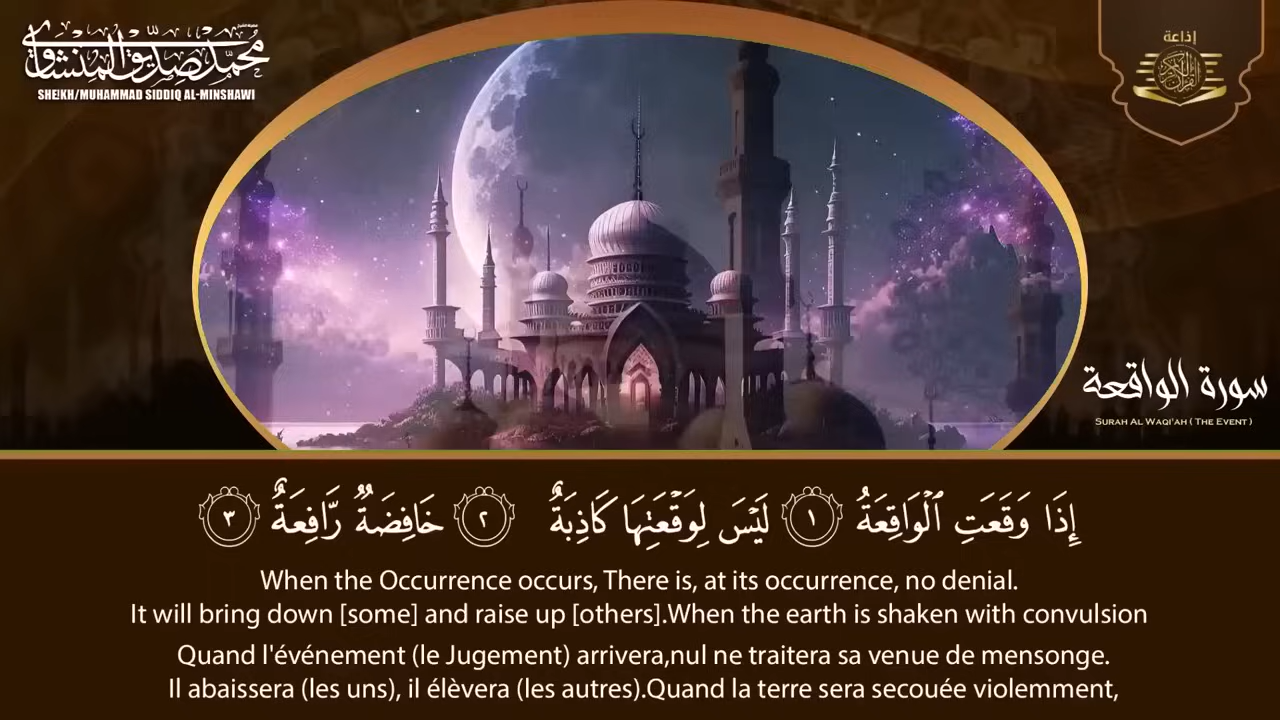 محمد صديق المنشاوي
SHEIKH/MUHAMMAD SIDDIQ AL-MINSHAWI
إذاعة
القرآن الكريم
سورة الواقعة
SURAH AL WAQI'AH ( THE EVENT )
إِذَا وَقَعَتِ ٱلْوَاقِعَةُ ١ لَيْسَ لِوَقْعَتِهَا كَاذِبَةٌ ٢ خَافِضَةٌ رَّافِعَةٌ ٣
When the Occurrence occurs, There is, at its occurrence, no denial.
It will bring down [some] and raise up [others].When the earth is shaken with convulsion
Quand l'événement (le Jugement) arrivera,nul ne traitera sa venue de mensonge.
Il abaissera (les uns), il élèvera (les autres).Quand la terre sera secouée violemment,